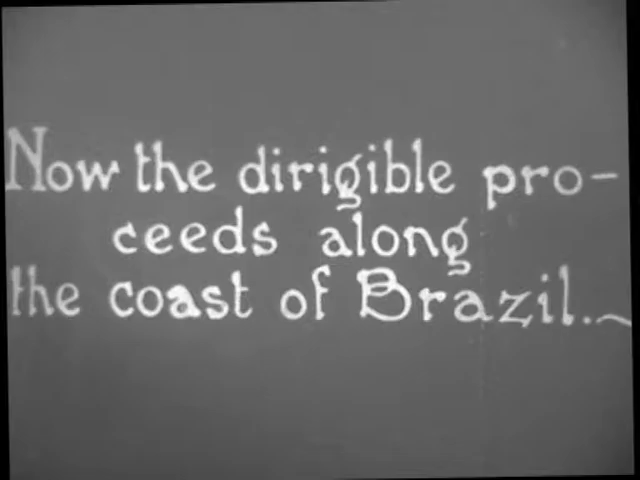 Now the dirigible pro-
ceeds along
the coast of Brazil.~